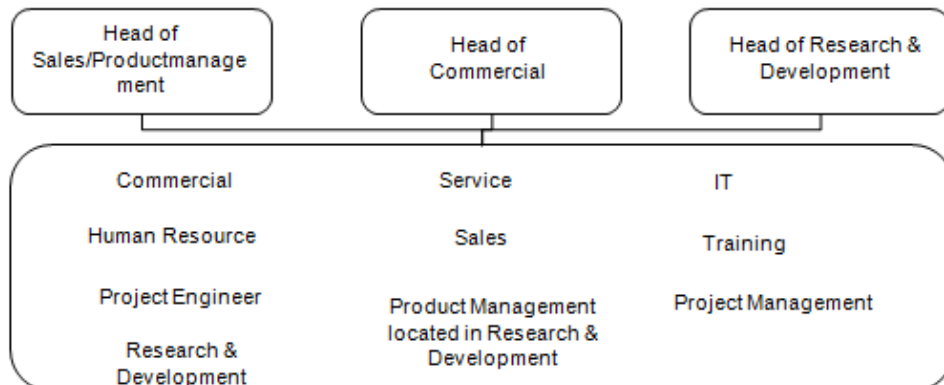 Head of
Sales/Productmanage
ment
Head of
Commercial
Head of Research &
Development
Commercial
Service
IT
Human Resource
Sales
Training
Project Engineer
Product Management
located in Research &
Development
Project Management
Research &
Development